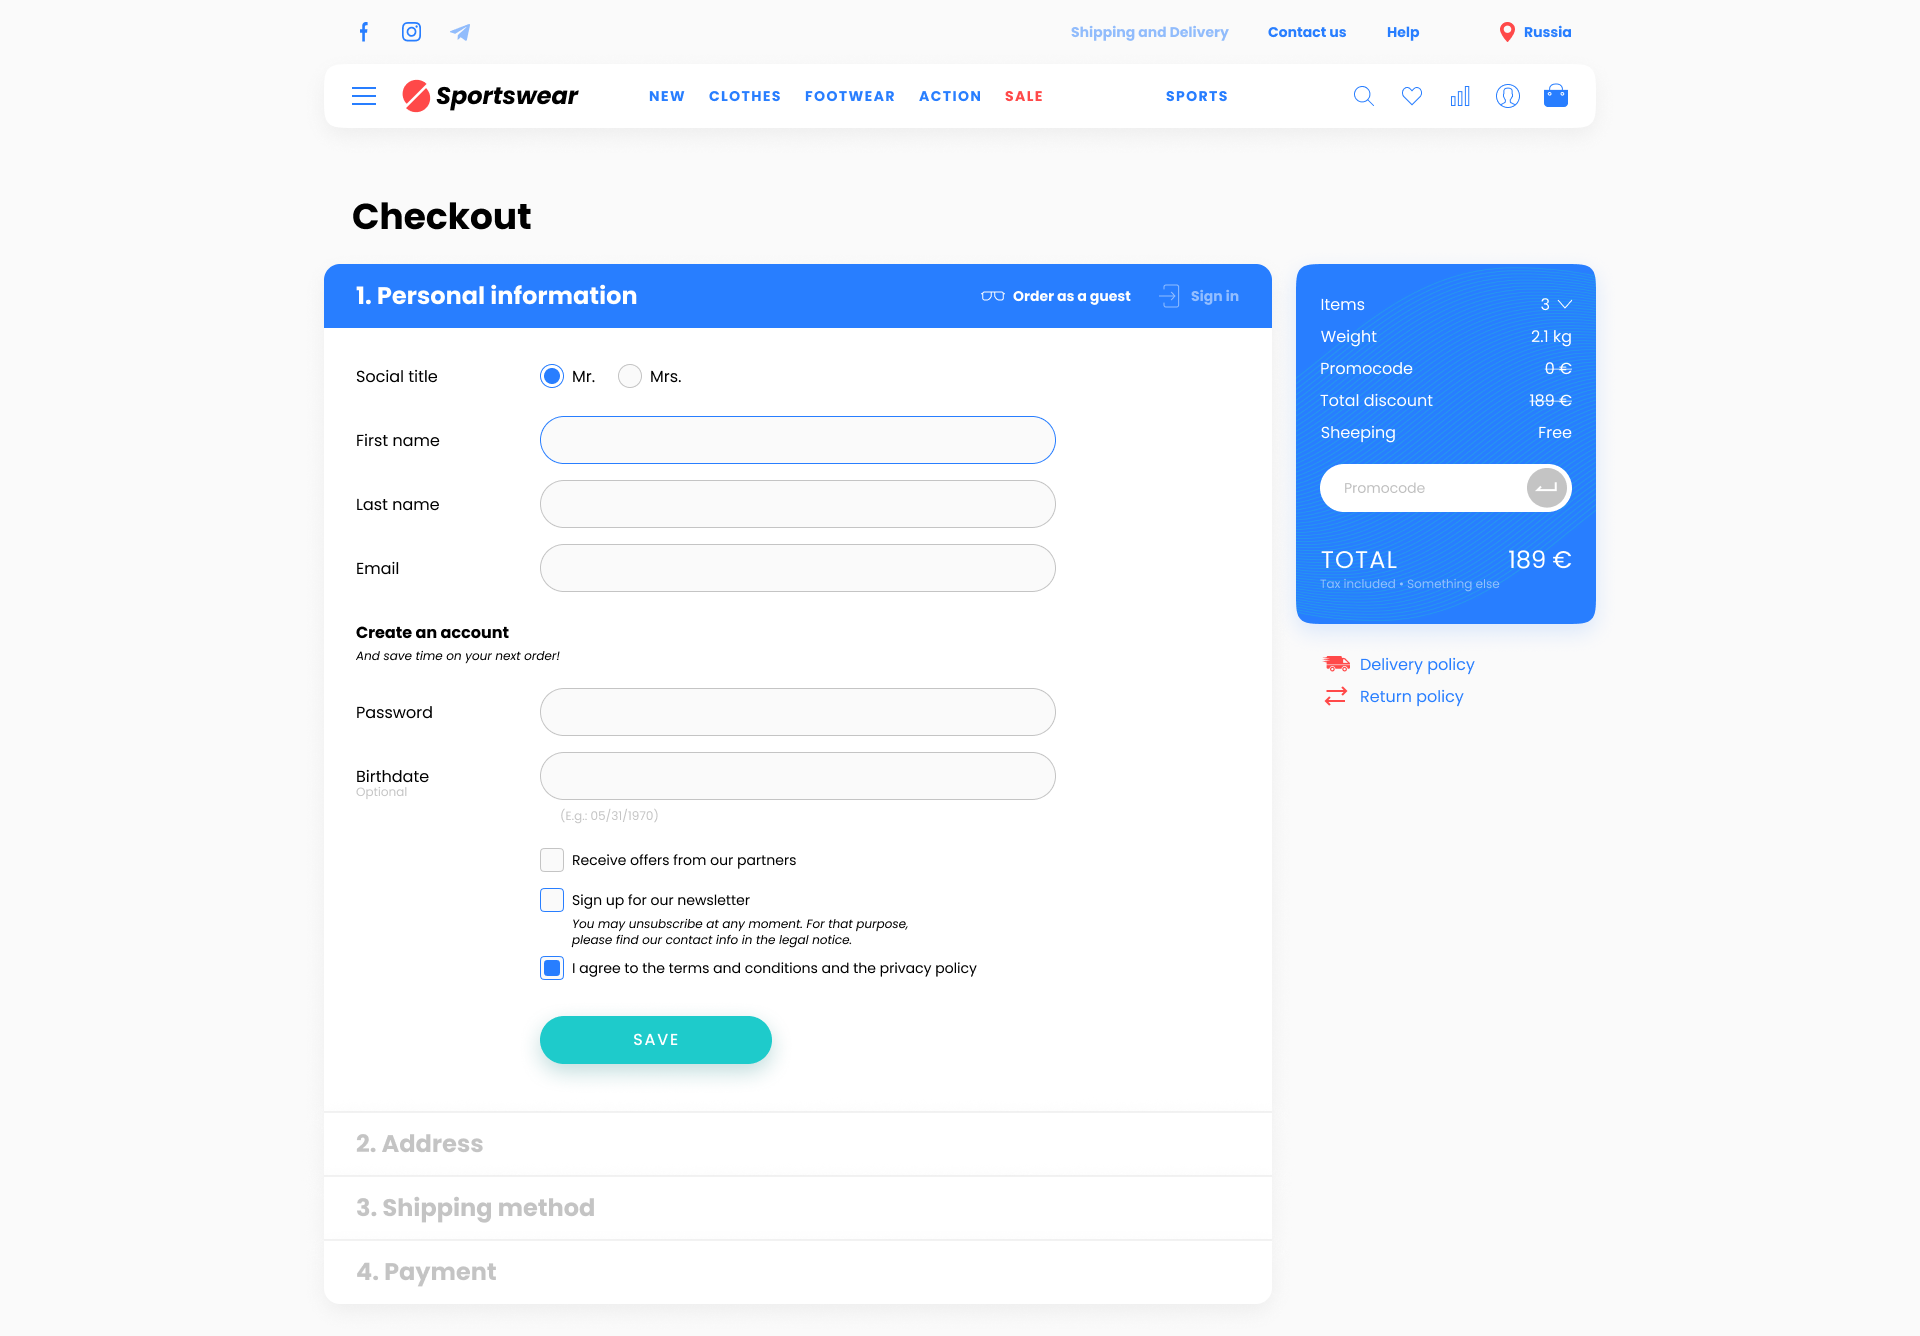 Shipping and Delivery
Contact us
Help
Russia
Sportswear
NEW
CLOTHES
FOOTWEAR
ACTION
SALE
SPORTS
Checkout
1. Personal information
Order as a guest
Sign in
Social title
Mr.
Mrs.
First name
Last name
Email
Create an account
And save time on your next order!
Password
Birthdate
Optional
(E.g.: 05/31/1970)
Receive offers from our partners
Sign up for our newsletter
You may unsubscribe at any moment. For that purpose,
please find our contact info in the legal notice.
I agree to the terms and conditions and the privacy policy
SAVE
2. Address
3. Shipping method
4. Payment
Items 3
Weight 2.1 kg
Promocode 0 €
Total discount 189 €
Sheeping Free
Promocode
TOTAL 189 €
Tax included • Something else
Delivery policy
Return policy